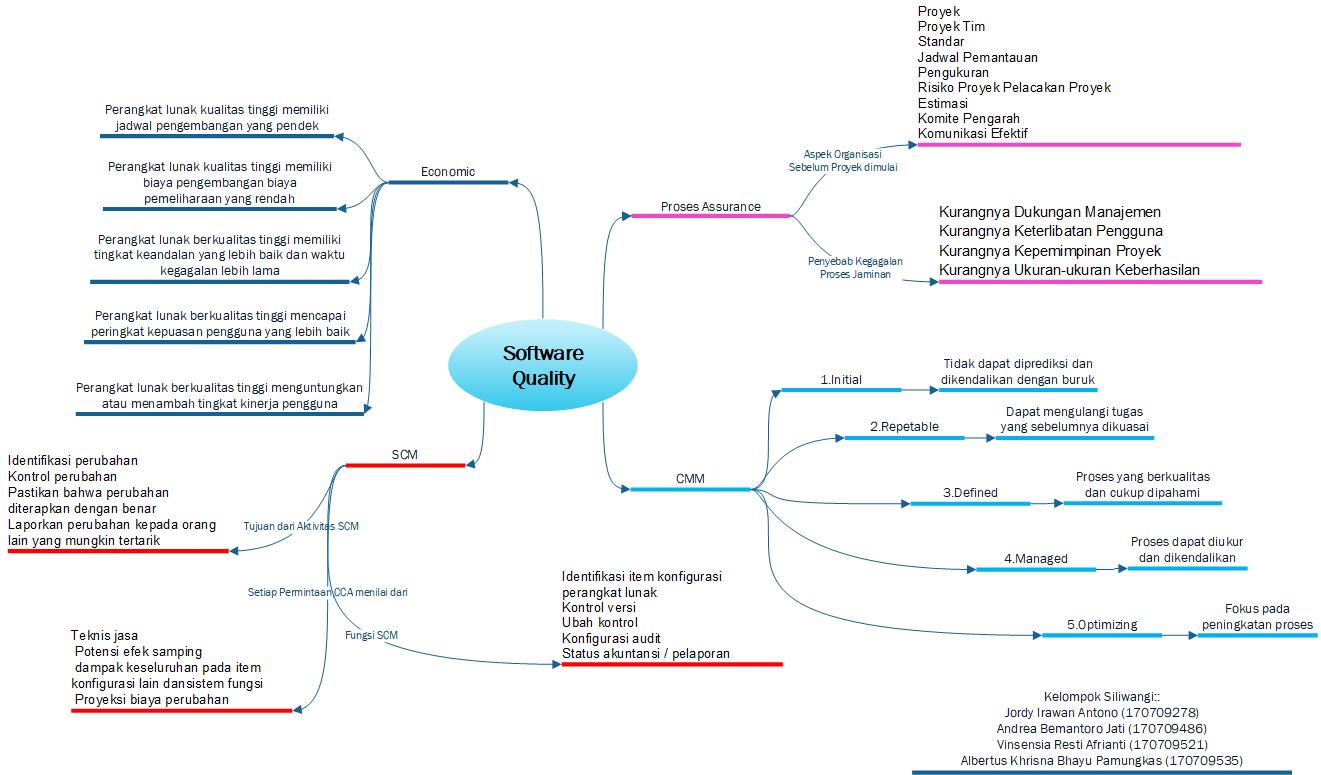 Software
Quality
Economic
Perangkat lunak kualitas tinggi memiliki
jadwal pengembangan yang pendek
Perangkat lunak kualitas tinggi memiliki
biaya pengembangan biaya
pemeliharaan yang rendah
Perangkat lunak berkualitas tinggi memiliki
tingkat keandalan yang lebih baik dan waktu
kegagalan lebih lama
Perangkat lunak berkualitas tinggi mencapai
peringkat kepuasan pengguna yang lebih baik
Perangkat lunak berkualitas tinggi menguntungkan
atau menambah tingkat kinerja pengguna
Proses Assurance
Aspek Organisasi
Sebelum Proyek dimulai
Proyek
Proyek Tim
Standar
Jadwal Pemantauan
Pengukuran
Risiko Proyek Pelacakan Proyek
Estimasi
Komite Pengarah
Komunikasi Efektif
Penyebab Kegagalan
Proses Jaminan
Kurangnya Dukungan Manajemen
Kurangnya Keterlibatan Pengguna
Kurangnya Kepemimpinan Proyek
Kurangnya Ukuran-ukuran Keberhasilan
SCM
Tujuan dari Aktivitas SCM
Identifikasi perubahan
Kontrol perubahan
Pastikan bahwa perubahan
diterapkan dengan benar
Laporkan perubahan kepada orang
lain yang mungkin tertarik
Setiap Permintaan CCA menilai dari
Teknis jasa
Potensi efek samping
dampak keseluruhan pada item
konfigurasi lain dansistem fungsi
Proyeksi biaya perubahan
Fungsi SCM
Identifikasi item konfigurasi
perangkat lunak
Kontrol versi
Ubah kontrol
Konfigurasi audit
Status akuntansi / pelaporan
CMM
1.Initial
Tidak dapat diprediksi dan
dikendalikan dengan buruk
2.Repetable
Dapat mengulangi tugas
yang sebelumnya dikuasai
3.Defined
Proses yang berkualitas
dan cukup dipahami
4.Managed
Proses dapat diukur
dan dikendalikan
5.Optimizing
Fokus pada
peningkatan proses
Kelompok Siliwangi::
Jordy Irawan Antono (170709278)
Andrea Bemantoro Jati (170709486)
Vinsensia Resti Afrianti (170709521)
Albertus Khrisna Bhayu Pamungkas (170709535)